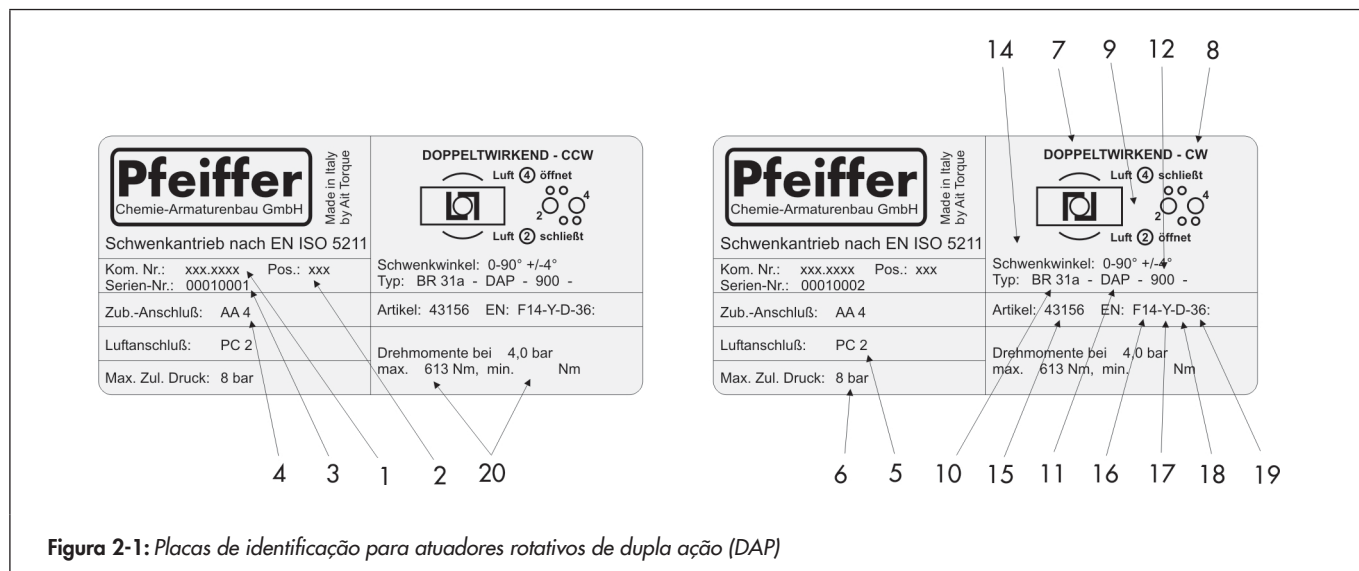 14 7 9 12 8
Pfeiffer
Chemie-Armaturenbau GmbH
Made in Italy
by Ait Torque
Schwenkantrieb nach EN ISO 5211
Kom. Nr.: xxx.xxxx Pos.: xxx
Serien-Nr.: 00010001
Zub.-Anschluß: AA 4
Luftanschluß: PC 2
Max. Zul. Druck: 8 bar
DOPPELTWIRKEND - CCW
Luft 4 öffnet
2 4
Luft 2 schließt
Schwenkwinkel: 0-90° +/-4°
Typ: BR 31a - DAP - 900 -
Artikel: 43156 EN: F14-Y-D-36:
Drehmomente bei 4,0 bar
max. 613 Nm, min. Nm
Pfeiffer
Chemie-Armaturenbau GmbH
Made in Italy
by Ait Torque
Schwenkantrieb nach EN ISO 5211
Kom. Nr.: xxx.xxxx Pos.: xxx
Serien-Nr.: 00010002
Zub.-Anschluß: AA 4
Luftanschluß: PC 2
Max. Zul. Druck: 8 bar
DOPPELTWIRKEND - CW
Luft 4 schließt
2 4
Luft 2 öffnet
Schwenkwinkel: 0-90° +/-4°
Typ: BR 31a - DAP - 900 -
Artikel: 43156 EN: F14-Y-D-36:
Drehmomente bei 4,0 bar
max. 613 Nm, min. Nm
4 3 1 2 20 6 5 10 15 11 16 17 18 19
Figura 2-1: Placas de identificação para atuadores rotativos de dupla ação (DAP)